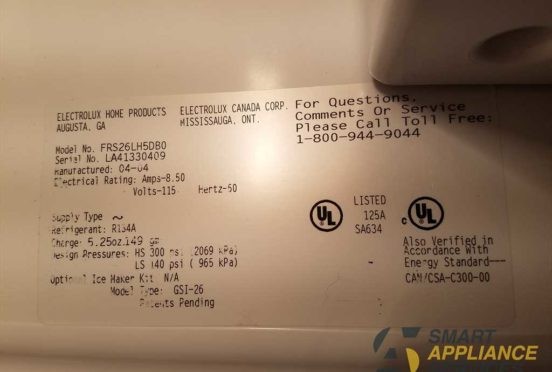 ELECTROLUX HOME PRODUCTS
AUGUSTA, GA
ELECTROLUX CANADA CORP.
MISSISSAUGA, ONT.
For Questions,
Comments Or Service
Please Call Toll Free:
1-800-944-9044
Model No. FRS26LH5DB0
Serial No. LA41330409
Manufactured: 04-04
Electrical Rating: Amps-8.50
Volts-115 Hertz-60
Supply Type ~
Refrigerant: R134A
Charge: 5.25oz.149 gm
Design Pressures: HS 300 psi (2069 kPa)
LS 140 psi ( 965 kPa)
Optional Ice Maker Kit N/A
Model Type: GSI-26
Patents Pending
UL
LISTED
125A
SA634
c UL
Also Verified in
Accordance With
Energy Standard---
CAN/CSA-C300-00
SMART
APPLIANCE